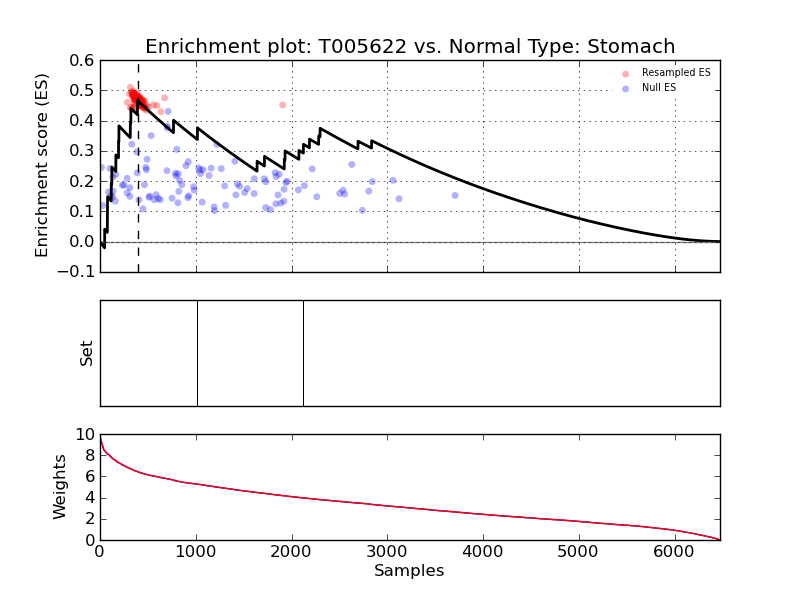 Enrichment plot: T005622 vs. Normal Type: Stomach
Enrichment score (ES)
0.6
0.5
0.4
0.3
0.2
0.1
0.0
−0.1
Resampled ES
Null ES
Set
Weights
10
8
6
4
2
0
0 1000 2000 3000 4000 5000 6000
Samples